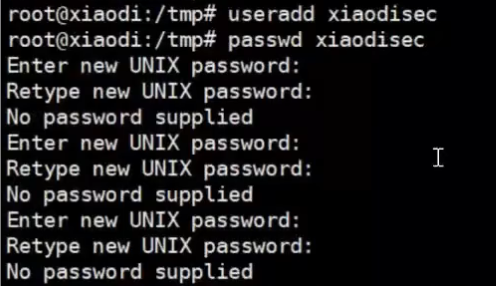 root@xiaodi:/tmp# useradd xiaodisec
root@xiaodi:/tmp# passwd xiaodisec
Enter new UNIX password:
Retype new UNIX password:
No password supplied
Enter new UNIX password:
Retype new UNIX password:
No password supplied
Enter new UNIX password:
Retype new UNIX password:
No password supplied